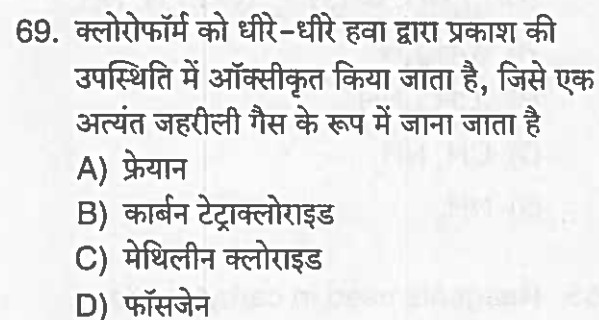 69. क्लोरोफॉर्म को धीरे-धीरे हवा द्वारा प्रकाश की
उपस्थिति में ऑक्सीकृत किया जाता है, जिसे एक
अत्यंत जहरीली गैस के रूप में जाना जाता है
A) फ्रेयान
B) कार्बन टेट्राक्लोराइड
C) मेथिलीन क्लोराइड
D) फॉसजेन